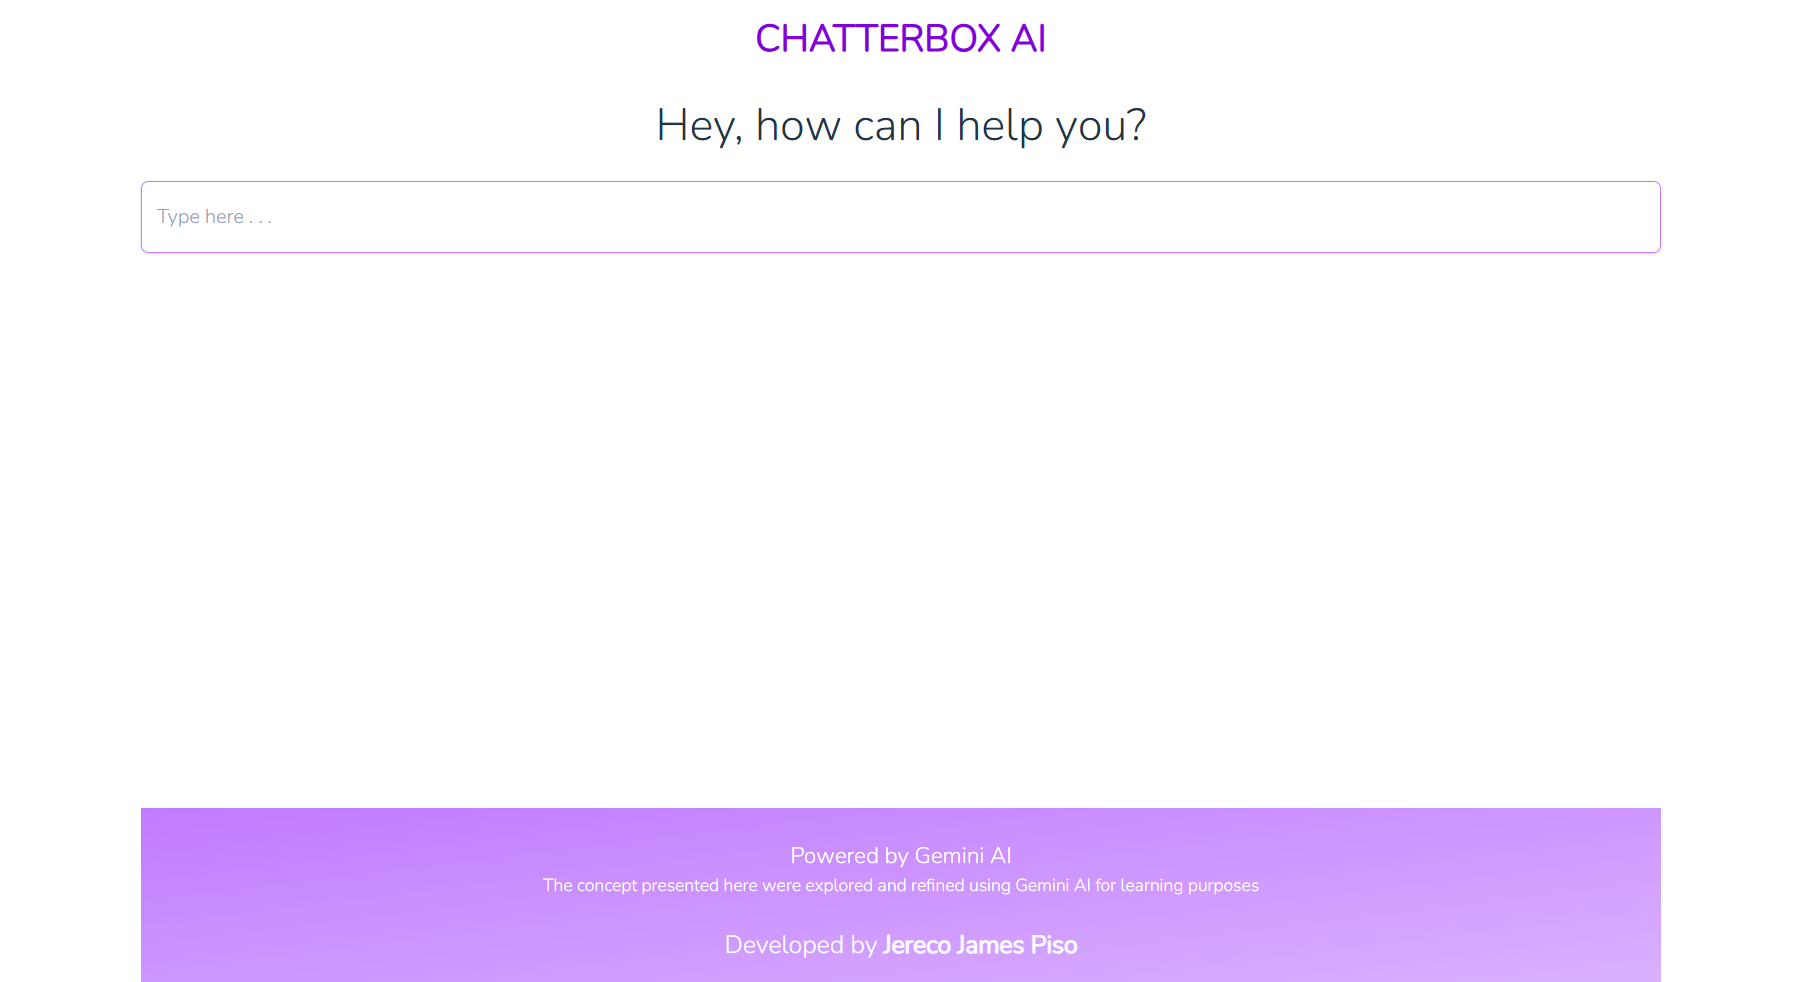 CHATTERBOX AI
Hey, how can I help you?
Type here . . .
Powered by Gemini AI
The concept presented here were explored and refined using Gemini AI for learning purposes
Developed by Jereco James Piso